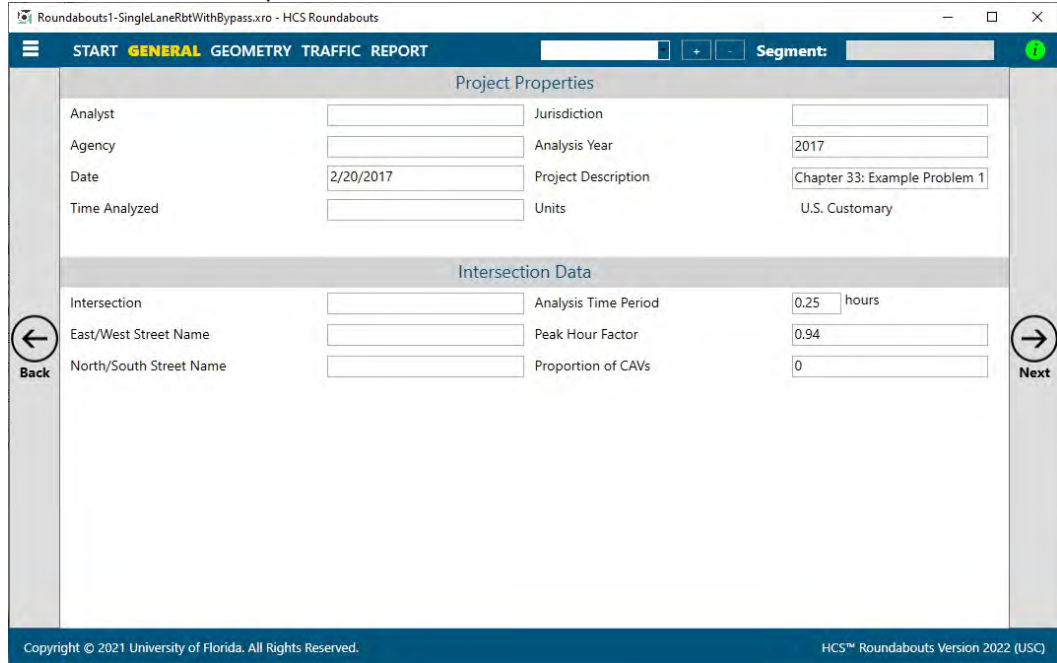 Roundabouts1-SingleLaneRbtWithBypass.xro - HCS Roundabouts
START GENERAL GEOMETRY TRAFFIC REPORT + - Segment: i
Project Properties
Analyst Jurisdiction
Agency Analysis Year 2017
Date 2/20/2017 Project Description Chapter 33: Example Problem 1
Time Analyzed Units U.S. Customary
Intersection Data
Intersection Analysis Time Period 0.25 hours
East/West Street Name Peak Hour Factor 0.94
North/South Street Name Proportion of CAVs 0
Back Next
Copyright © 2021 University of Florida. All Rights Reserved. HCS™ Roundabouts Version 2022 (USC)